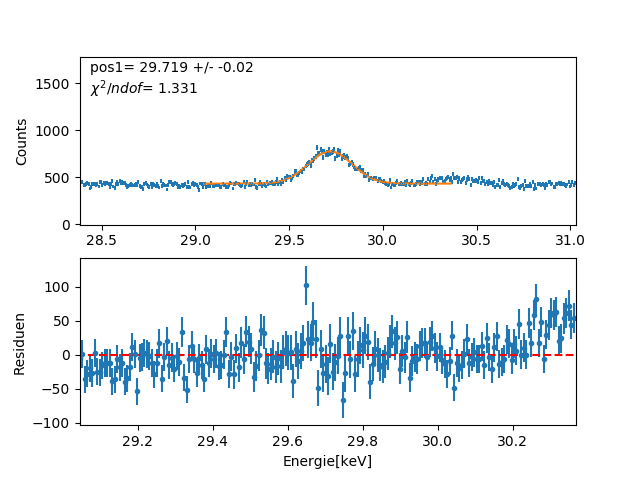 pos1= 29.719 +/- -0.02
χ²/ndof= 1.331
Counts
1500
1000
500
0
28.5 29.0 29.5 30.0 30.5 31.0
Residuen
100
50
0
−50
−100
29.2 29.4 29.6 29.8 30.0 30.2
Energie[keV]